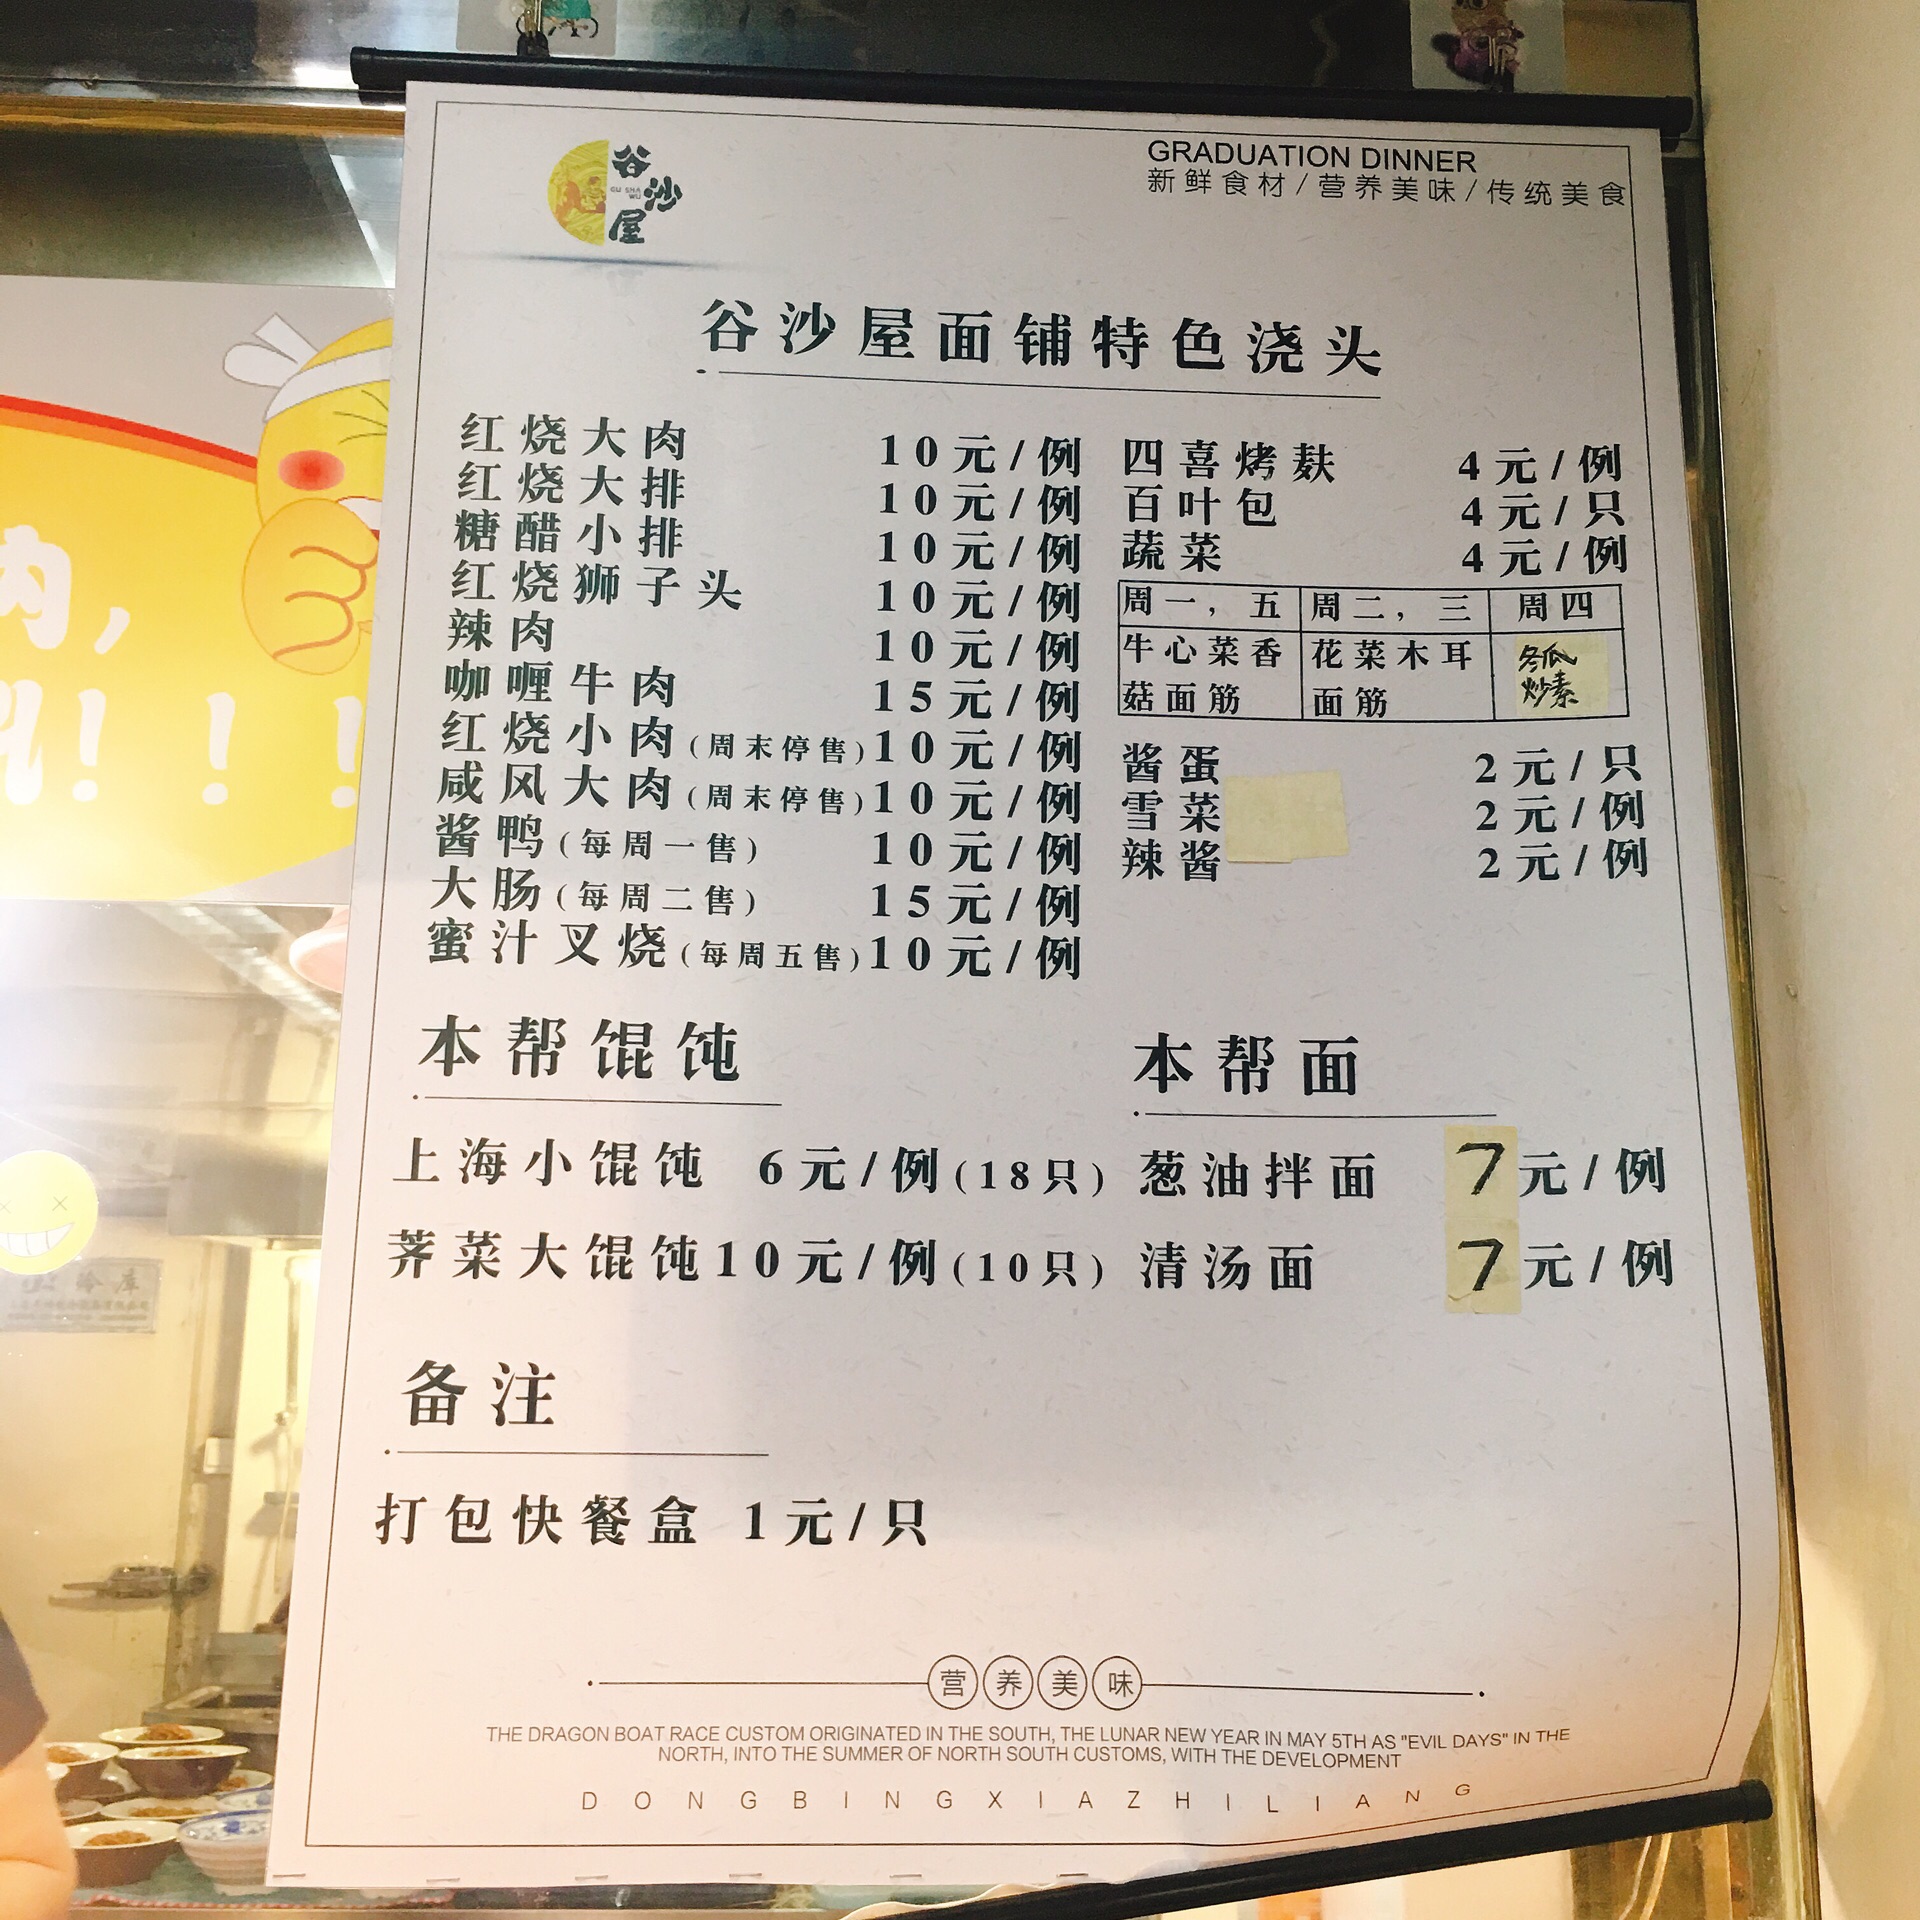 谷沙屋
GU SHA
WU
GRADUATION DINNER
新鲜食材/营养美味/传统美食
谷沙屋面铺特色浇头
红烧大肉 10元/例
红烧大排 10元/例
糖醋小排 10元/例
红烧狮子头 10元/例
辣肉 10元/例
咖喱牛肉 15元/例
红烧小肉(周末停售)10元/例
咸风大肉(周末停售)10元/例
酱鸭(每周一售) 10元/例
大肠(每周二售) 15元/例
蜜汁叉烧(每周五售)10元/例
四喜烤麸 4元/例
百叶包 4元/只
蔬菜 4元/例
周一，五 周二，三 周四
牛心菜香 花菜木耳 冬瓜
菇面筋 面筋 炒素
酱蛋 2元/只
雪菜 2元/例
辣酱 2元/例
本帮馄饨
上海小馄饨 6元/例(18只)
荠菜大馄饨10元/例(10只)
本帮面
葱油拌面 7元/例
清汤面 7元/例
备注
打包快餐盒 1元/只
营养美味
THE DRAGON BOAT RACE CUSTOM ORIGINATED IN THE SOUTH, THE LUNAR NEW YEAR IN MAY 5TH AS "EVIL DAYS" IN THE
NORTH, INTO THE SUMMER OF NORTH SOUTH CUSTOMS, WITH THE DEVELOPMENT
DONGBINGXIAZHILIANG
冷库